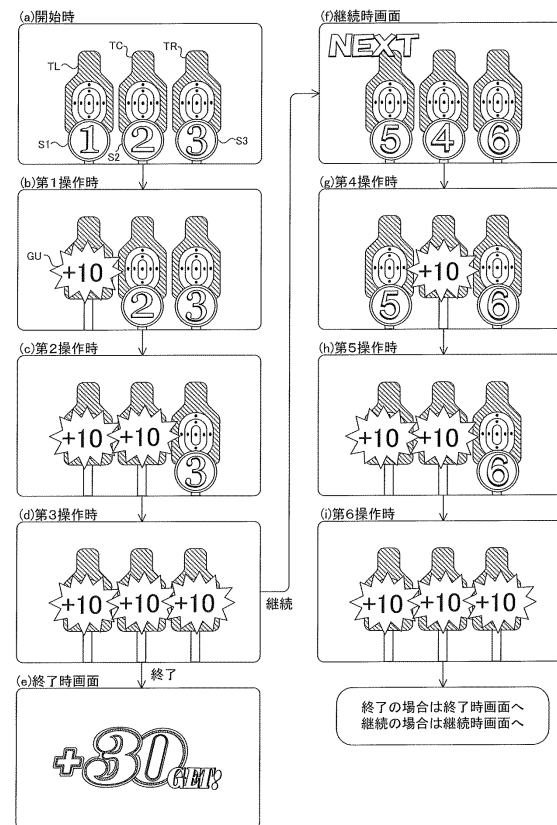 (a)開始時
TL
TC
TR
1
2
3
S1
S2
S3
(b)第1操作時
GU
+10
2
3
(c)第2操作時
+10
+10
3
(d)第3操作時
+10
+10
+10
継続
終了
(e)終了時画面
+30
GET!
(f)継続時画面
NEXT
5
4
6
(g)第4操作時
5
+10
6
(h)第5操作時
+10
+10
6
(i)第6操作時
+10
+10
+10
終了の場合は終了時画面へ
継続の場合は継続時画面へ